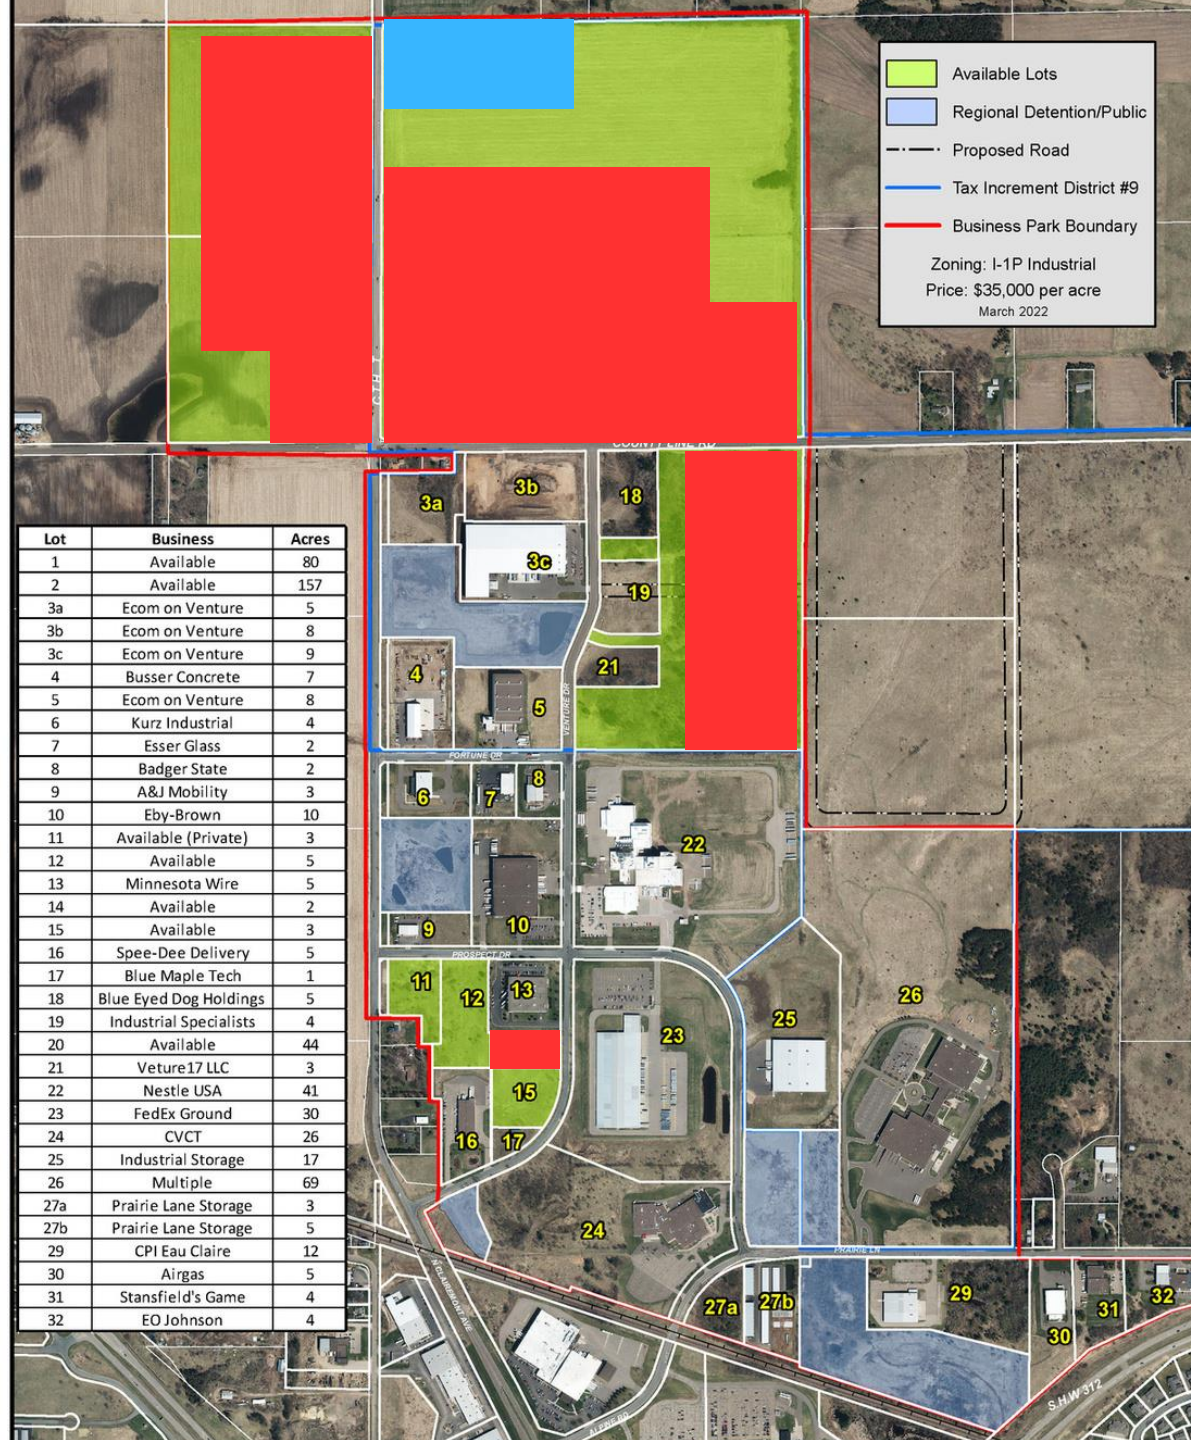 Available Lots
Regional Detention/Public
Proposed Road
Tax Increment District #9
Business Park Boundary
Zoning: I-1P Industrial
Price: $35,000 per acre
March 2022
C.T.H. T
COUNTY LINE RD
3a
3b
18
3c
19
4
21
5
VENTURE DR
FORTUNE DR
6
7
8
22
9
10
PROSPECT DR
11
12
13
26
25
23
15
16
17
24
PRAIRIE LN
N CLAIREMONT AVE
27a
27b
29
30
31
32
S.H.W 312
ALPINE RD
Lot Business Acres
1 Available 80
2 Available 157
3a Ecom on Venture 5
3b Ecom on Venture 8
3c Ecom on Venture 9
4 Busser Concrete 7
5 Ecom on Venture 8
6 Kurz Industrial 4
7 Esser Glass 2
8 Badger State 2
9 A&J Mobility 3
10 Eby-Brown 10
11 Available (Private) 3
12 Available 5
13 Minnesota Wire 5
14 Available 2
15 Available 3
16 Spee-Dee Delivery 5
17 Blue Maple Tech 1
18 Blue Eyed Dog Holdings 5
19 Industrial Specialists 4
20 Available 44
21 Veture17 LLC 3
22 Nestle USA 41
23 FedEx Ground 30
24 CVCT 26
25 Industrial Storage 17
26 Multiple 69
27a Prairie Lane Storage 3
27b Prairie Lane Storage 5
29 CPI Eau Claire 12
30 Airgas 5
31 Stansfield's Game 4
32 EO Johnson 4